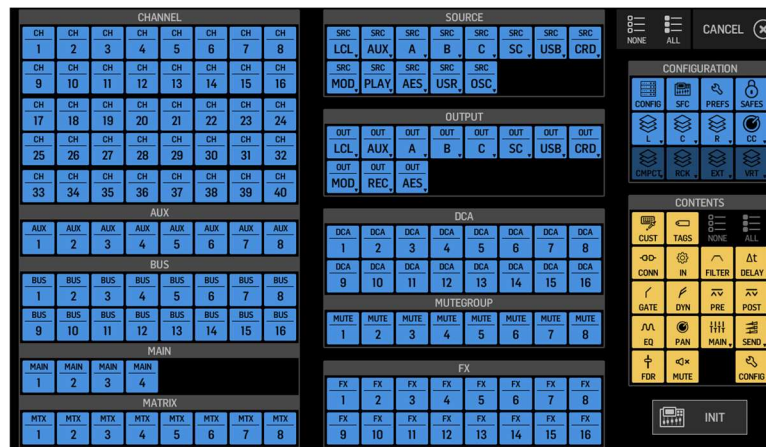 CHANNEL
CH CH CH CH CH CH CH CH
1 2 3 4 5 6 7 8
CH CH CH CH CH CH CH CH
9 10 11 12 13 14 15 16
CH CH CH CH CH CH CH CH
17 18 19 20 21 22 23 24
CH CH CH CH CH CH CH CH
25 26 27 28 29 30 31 32
CH CH CH CH CH CH CH CH
33 34 35 36 37 38 39 40
AUX
AUX AUX AUX AUX AUX AUX AUX AUX
1 2 3 4 5 6 7 8
BUS
BUS BUS BUS BUS BUS BUS BUS BUS
1 2 3 4 5 6 7 8
BUS BUS BUS BUS BUS BUS BUS BUS
9 10 11 12 13 14 15 16
MAIN
MAIN MAIN MAIN MAIN
1 2 3 4
MATRIX
MTX MTX MTX MTX MTX MTX MTX MTX
1 2 3 4 5 6 7 8
SOURCE
SRC SRC SRC SRC SRC SRC SRC SRC
LCL AUX A B C SC USB CRD
SRC SRC SRC SRC SRC
MOD PLAY AES USR OSC
OUTPUT
OUT OUT OUT OUT OUT OUT OUT OUT
LCL AUX A B C SC USB CRD
OUT OUT OUT
MOD REC AES
DCA
DCA DCA DCA DCA DCA DCA DCA DCA
1 2 3 4 5 6 7 8
DCA DCA DCA DCA DCA DCA DCA DCA
9 10 11 12 13 14 15 16
MUTEGROUP
MUTE MUTE MUTE MUTE MUTE MUTE MUTE MUTE
1 2 3 4 5 6 7 8
FX
FX FX FX FX FX FX FX FX
1 2 3 4 5 6 7 8
FX FX FX FX FX FX FX FX
9 10 11 12 13 14 15 16
NONE ALL CANCEL
CONFIGURATION
CONFIG SFC PREFS SAFES
L C R CC
CMPCT RCK EXT VRT
CONTENTS
CUST TAGS NONE ALL
Δt
CONN IN FILTER DELAY
GATE DYN PRE POST
EQ PAN MAIN SEND
FDR MUTE CONFIG
INIT